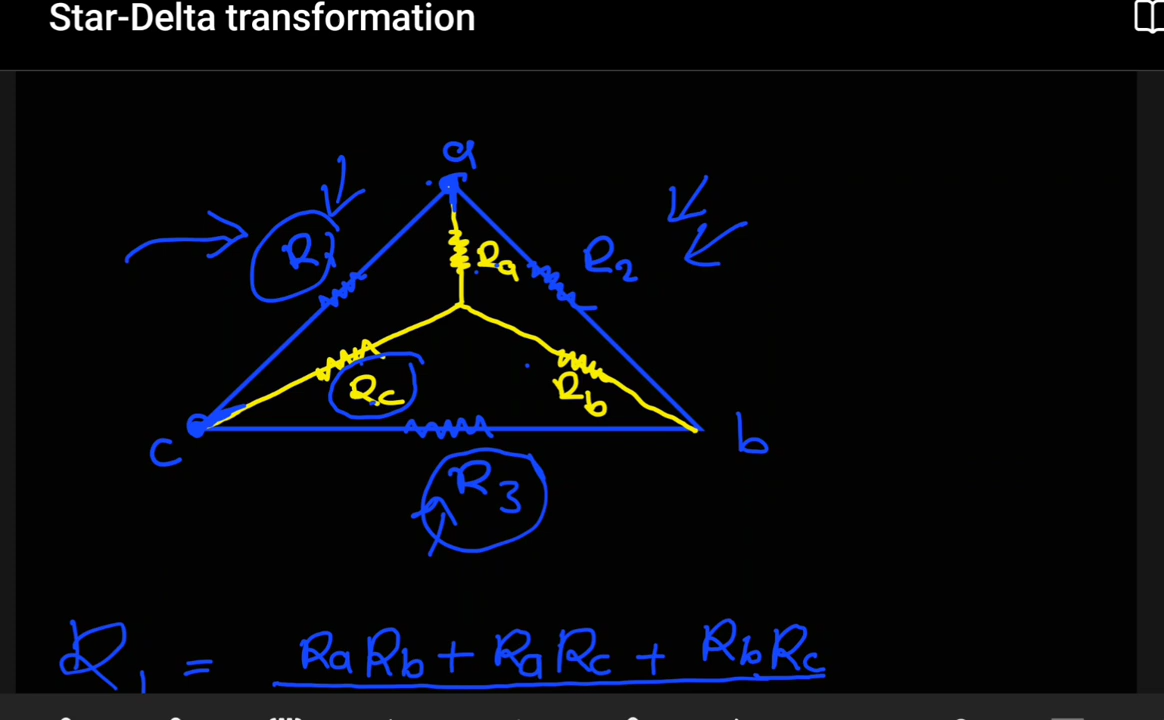 Star-Delta transformation
a
R1
Ra
R2
Rc
Rb
c
b
R3
R1 = RaRb + RaRc + RbRc